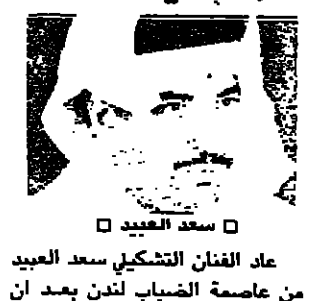 □ سعد العبيد □
عاد الفنان التشكيلي سعد العبيد
من عاصمة الضباب لندن بعد ان